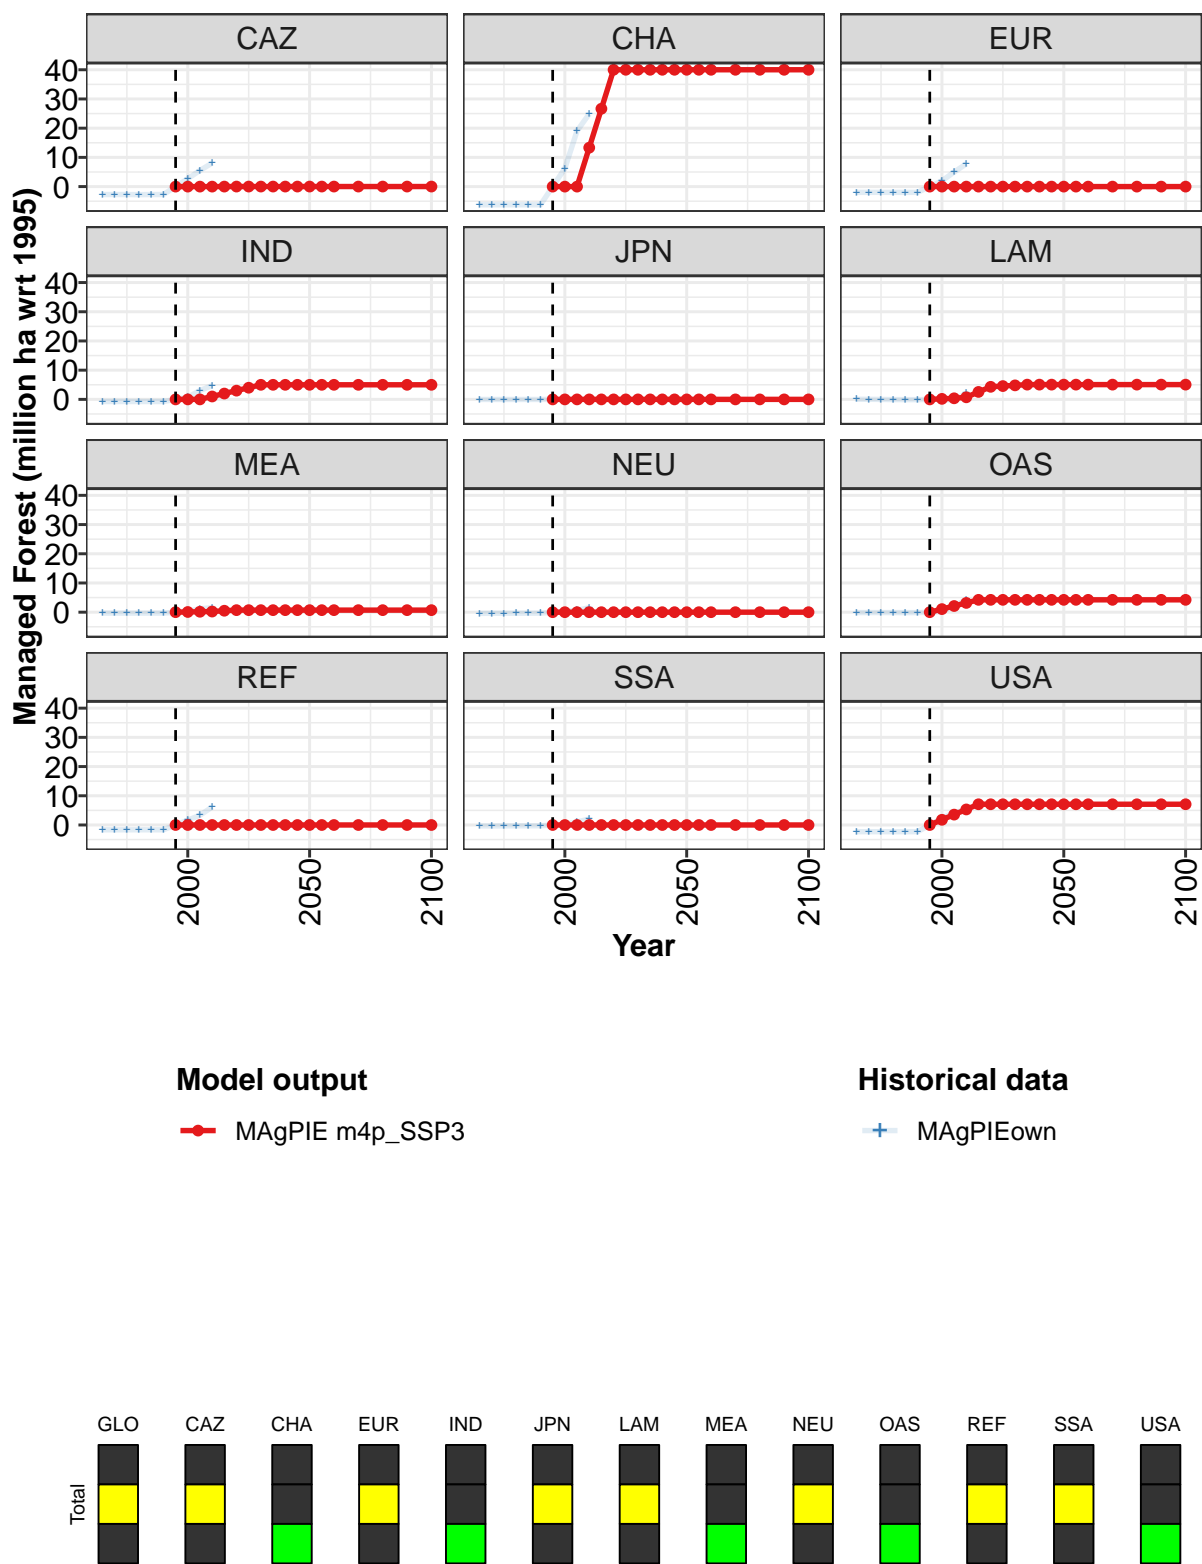 CAZ CHA EUR
40
30
20
10
0
IND JPN LAM
40
30
20
10
0
MEA NEU OAS
40
30
20
10
0
REF SSA USA
40
30
20
10
0
Managed Forest (million ha wrt 1995)
2000 2050 2100 2000 2050 2100 2000 2050 2100
Year
Model output
MAgPIE m4p_SSP3
Historical data
MAgPIEown
GLO CAZ CHA EUR IND JPN LAM MEA NEU OAS REF SSA USA
Total